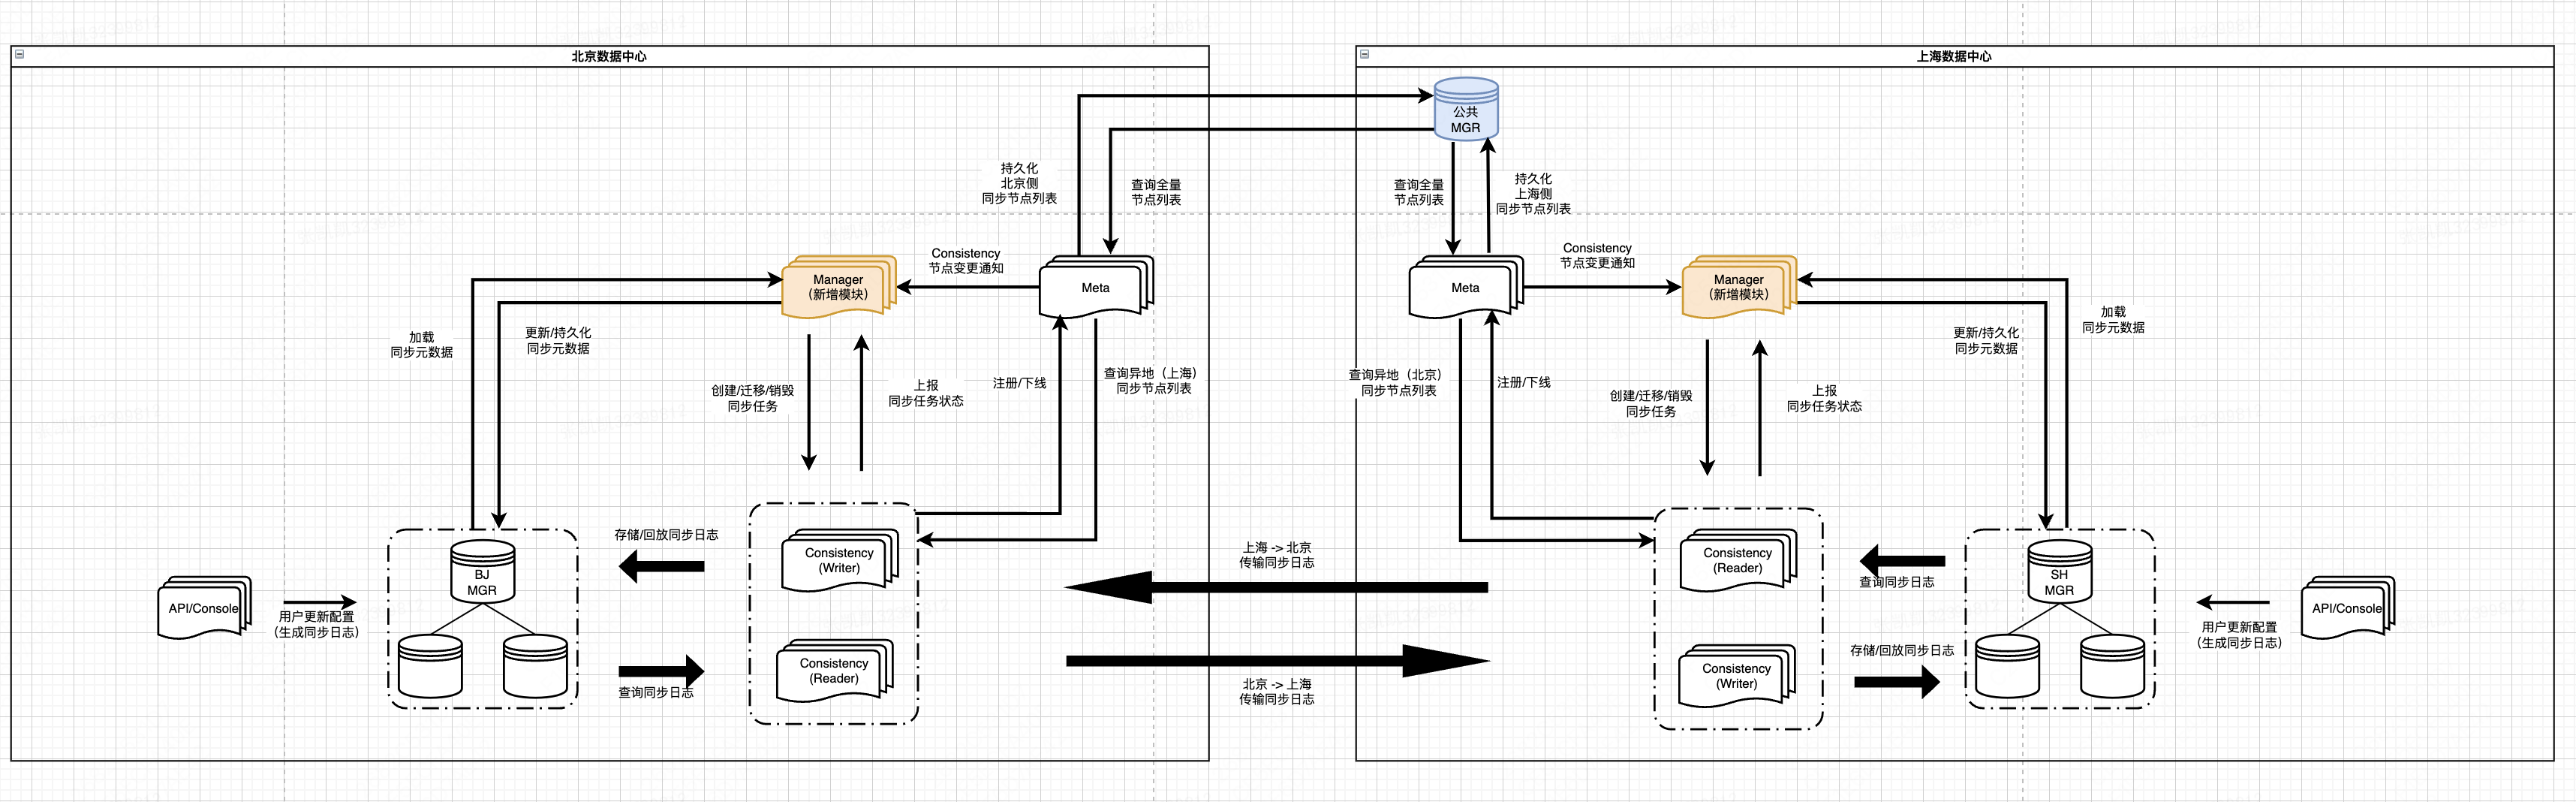 北京数据中心
上海数据中心
公共
MGR
持久化
北京侧
同步节点列表
查询全量
节点列表
查询全量
节点列表
持久化
上海侧
同步节点列表
Manager
(新增模块)
Consistency
节点变更通知
Meta
Meta
Consistency
节点变更通知
Manager
(新增模块)
加载
同步元数据
更新/持久化
同步元数据
创建/迁移/销毁
同步任务
上报
同步任务状态
注册/下线
查询异地（上海）
同步节点列表
查询异地（北京）
同步节点列表
注册/下线
创建/迁移/销毁
同步任务
上报
同步任务状态
更新/持久化
同步元数据
加载
同步元数据
API/Console
用户更新配置
（生成同步日志）
BJ
MGR
存储/回放同步日志
查询同步日志
Consistency
(Writer)
Consistency
(Reader)
上海 -> 北京
传输同步日志
北京 -> 上海
传输同步日志
Consistency
(Reader)
Consistency
(Writer)
查询同步日志
存储/回放同步日志
SH
MGR
用户更新配置
（生成同步日志）
API/Console